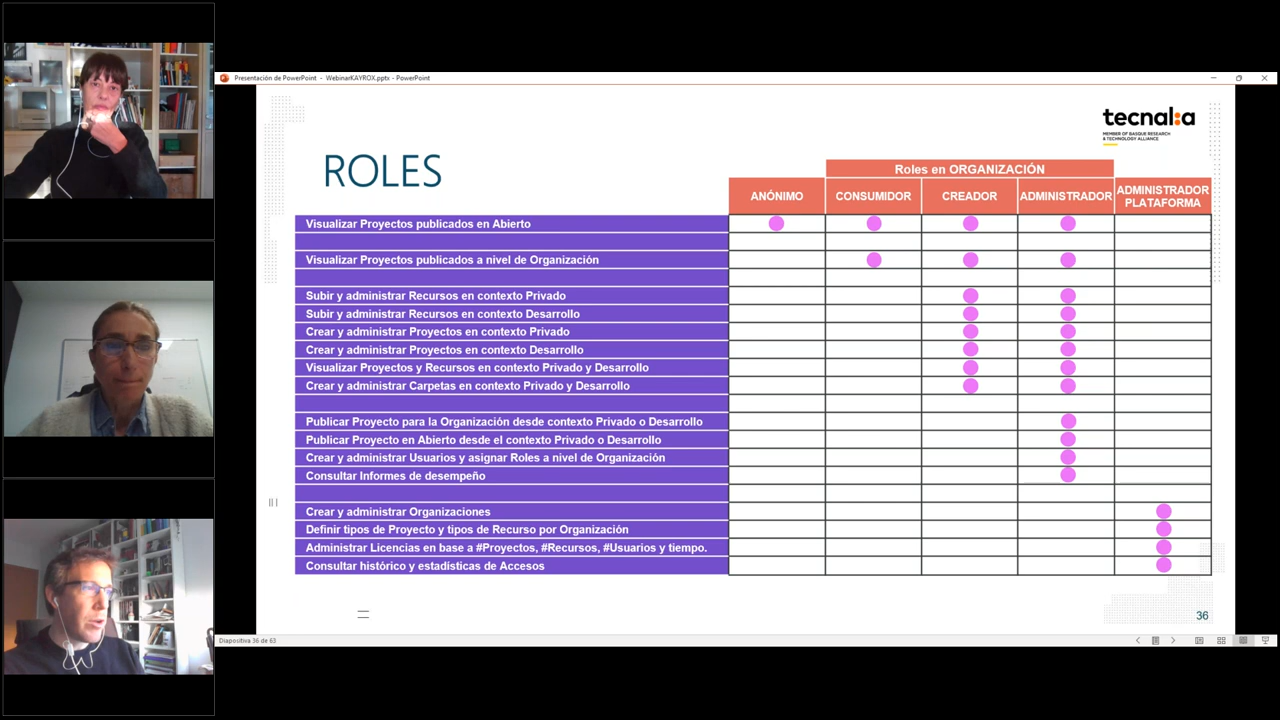 Presentación de PowerPoint - WebinarKAYROX.pptx - PowerPoint
tecnal:a
MEMBER OF BASQUE RESEARCH
& TECHNOLOGY ALLIANCE
ROLES
Roles en ORGANIZACIÓN
ANÓNIMO CONSUMIDOR CREADOR ADMINISTRADOR ADMINISTRADOR PLATAFORMA
Visualizar Proyectos publicados en Abierto
Visualizar Proyectos publicados a nivel de Organización
Subir y administrar Recursos en contexto Privado
Subir y administrar Recursos en contexto Desarrollo
Crear y administrar Proyectos en contexto Privado
Crear y administrar Proyectos en contexto Desarrollo
Visualizar Proyectos y Recursos en contexto Privado y Desarrollo
Crear y administrar Carpetas en contexto Privado y Desarrollo
Publicar Proyecto para la Organización desde contexto Privado o Desarrollo
Publicar Proyecto en Abierto desde el contexto Privado o Desarrollo
Crear y administrar Usuarios y asignar Roles a nivel de Organización
Consultar Informes de desempeño
Crear y administrar Organizaciones
Definir tipos de Proyecto y tipos de Recurso por Organización
Administrar Licencias en base a #Proyectos, #Recursos, #Usuarios y tiempo.
Consultar histórico y estadísticas de Accesos
36
Diapositiva 36 de 63